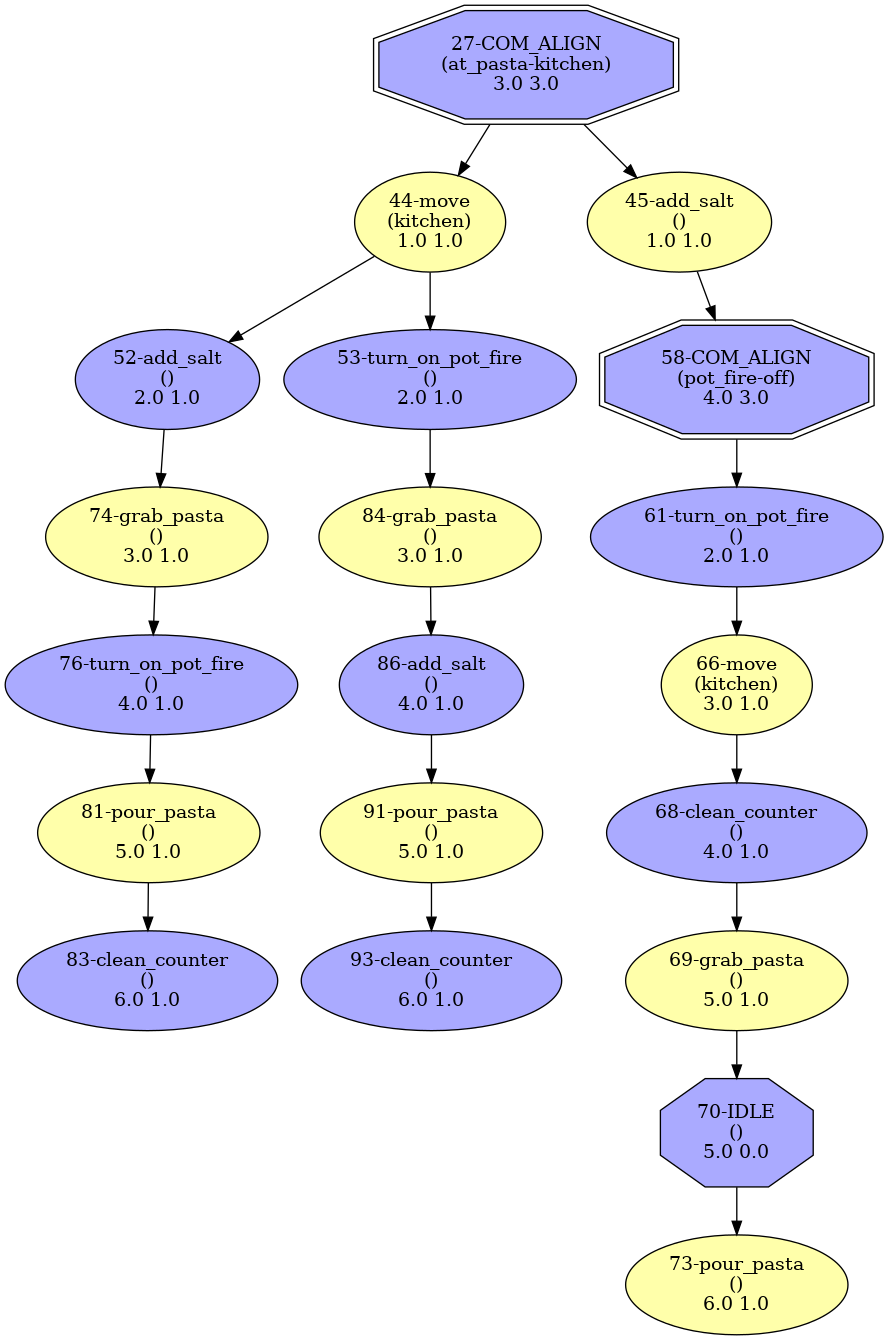 27-COM_ALIGN
(at_pasta-kitchen)
3.0 3.0
44-move
(kitchen)
1.0 1.0
45-add_salt
()
1.0 1.0
52-add_salt
()
2.0 1.0
53-turn_on_pot_fire
()
2.0 1.0
58-COM_ALIGN
(pot_fire-off)
4.0 3.0
74-grab_pasta
()
3.0 1.0
84-grab_pasta
()
3.0 1.0
61-turn_on_pot_fire
()
2.0 1.0
76-turn_on_pot_fire
()
4.0 1.0
86-add_salt
()
4.0 1.0
66-move
(kitchen)
3.0 1.0
81-pour_pasta
()
5.0 1.0
91-pour_pasta
()
5.0 1.0
68-clean_counter
()
4.0 1.0
83-clean_counter
()
6.0 1.0
93-clean_counter
()
6.0 1.0
69-grab_pasta
()
5.0 1.0
70-IDLE
()
5.0 0.0
73-pour_pasta
()
6.0 1.0